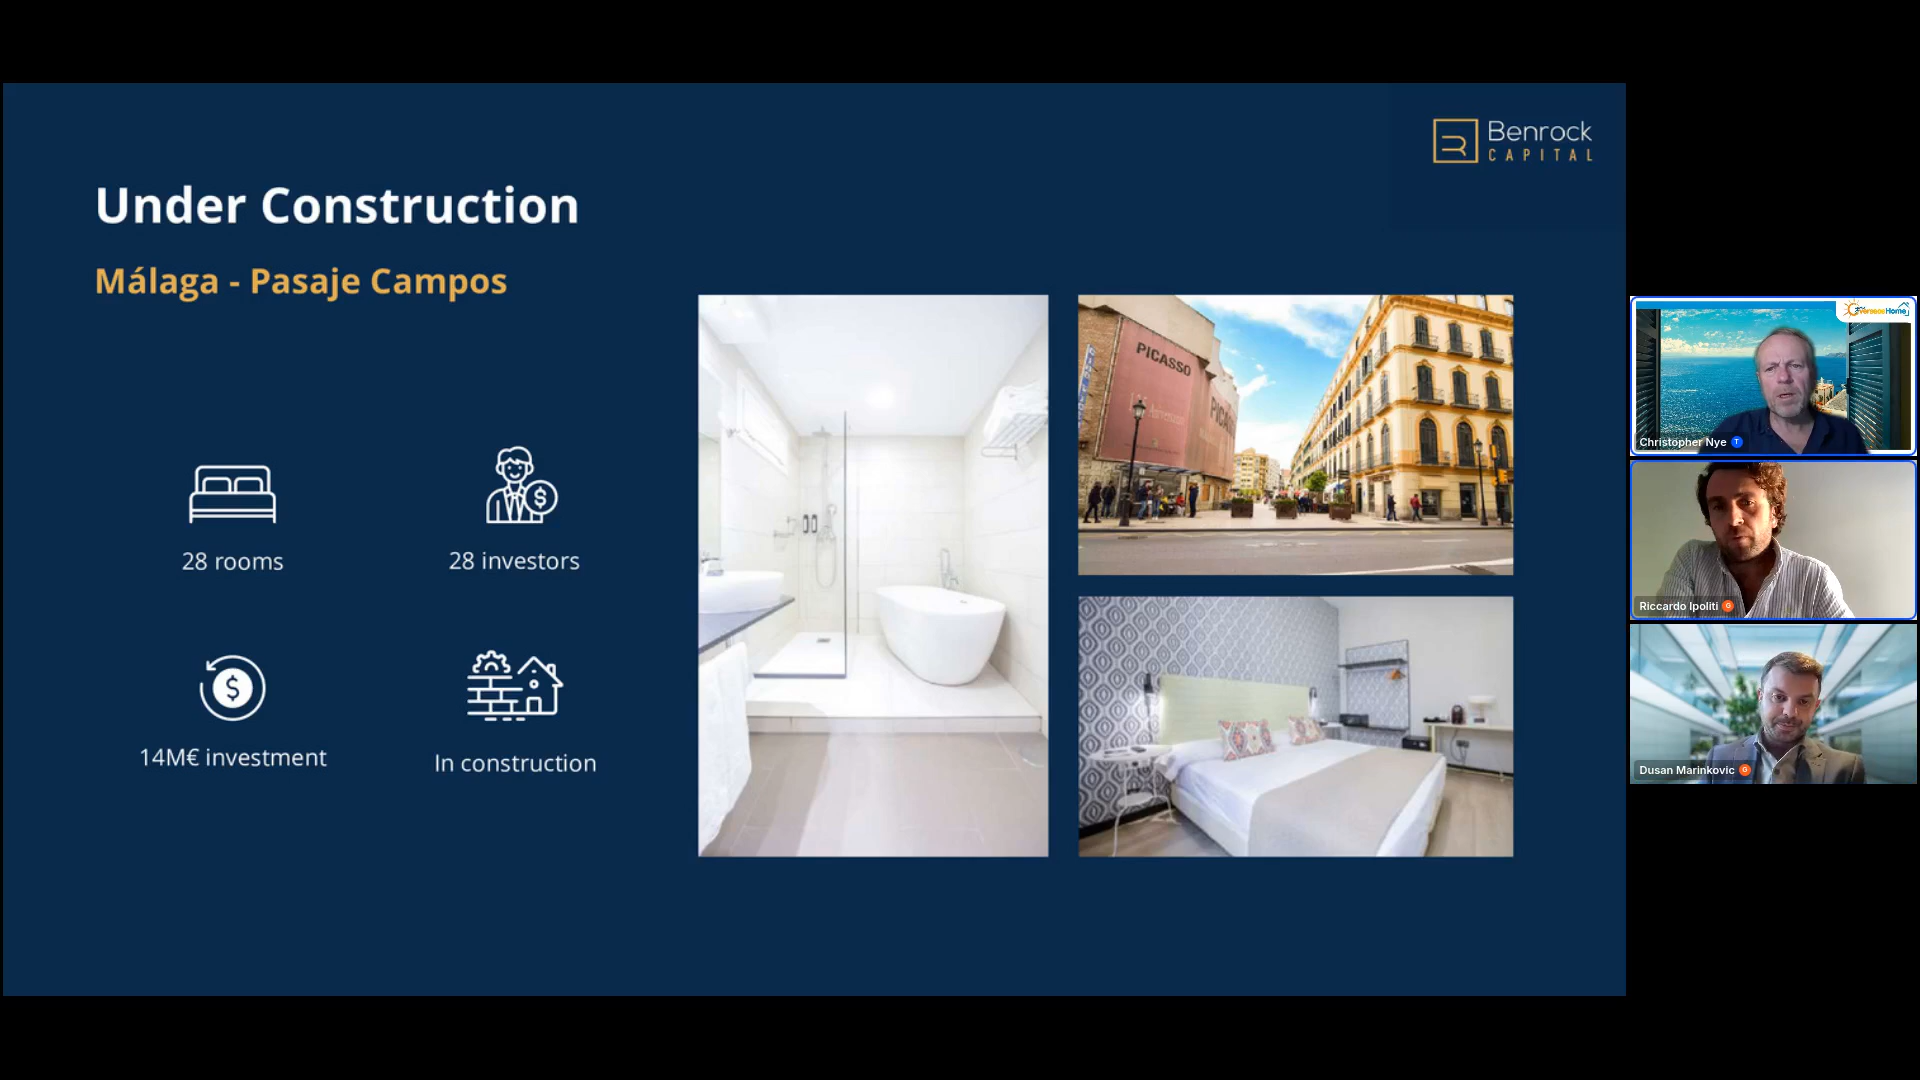 Benrock
CAPITAL
Under Construction
Málaga - Pasaje Campos
28 rooms
28 investors
14M€ investment
In construction
PICASSO
Christopher Nye
T
Riccardo Ipoliti
G
Dusan Marinkovic
G